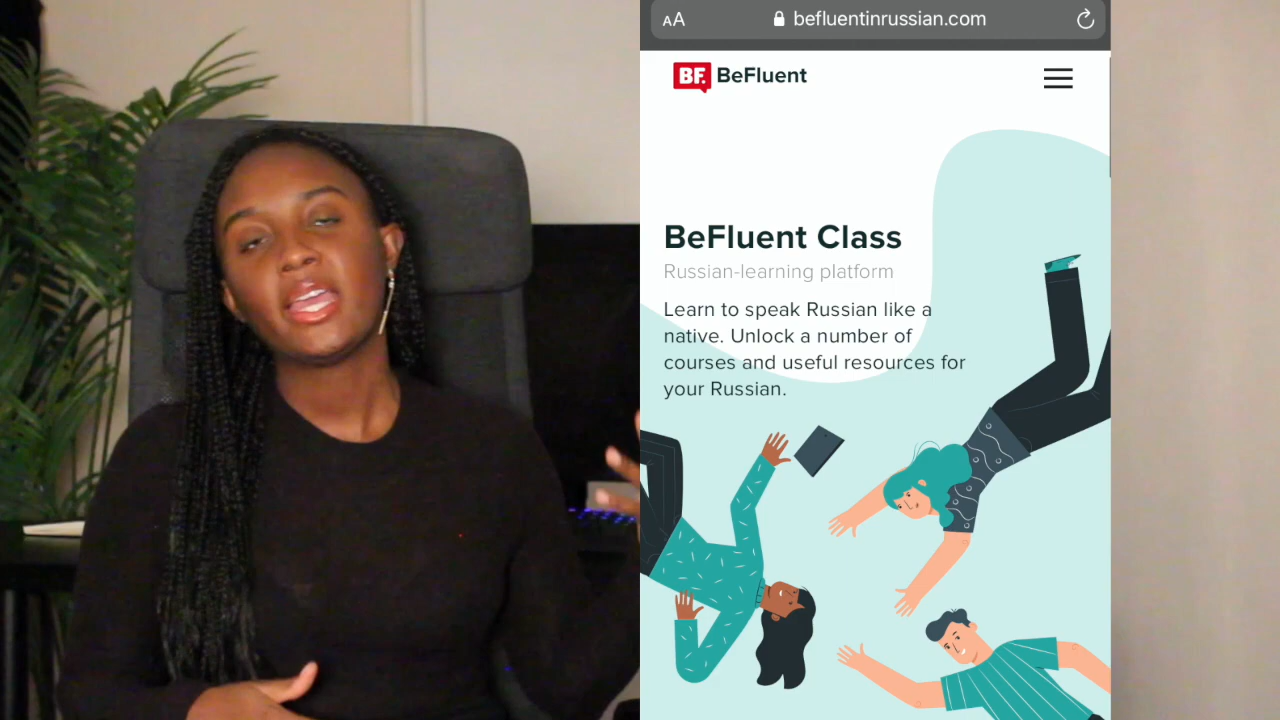 AA
befluentinrussian.com
BF. BeFluent
BeFluent Class
Russian-learning platform
Learn to speak Russian like a
native. Unlock a number of
courses and useful resources for
your Russian.